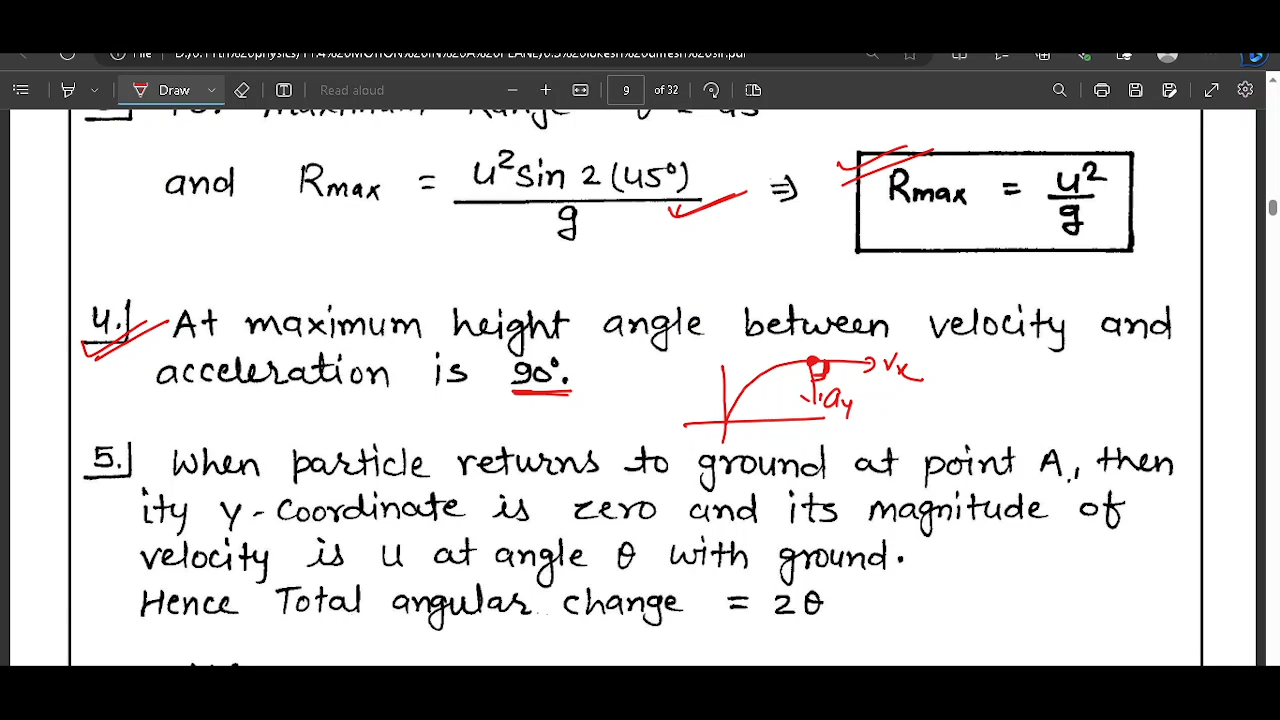 Draw
Read aloud
9
of 32
and Rmax = u² sin 2 (45°) / g ⇒ Rmax = u² / g
4. At maximum height angle between velocity and
acceleration is 90°.
Vx
ay
5. When particle returns to ground at point A, then
ity y-coordinate is zero and its magnitude of
velocity is u at angle θ with ground.
Hence Total angular change = 2θ